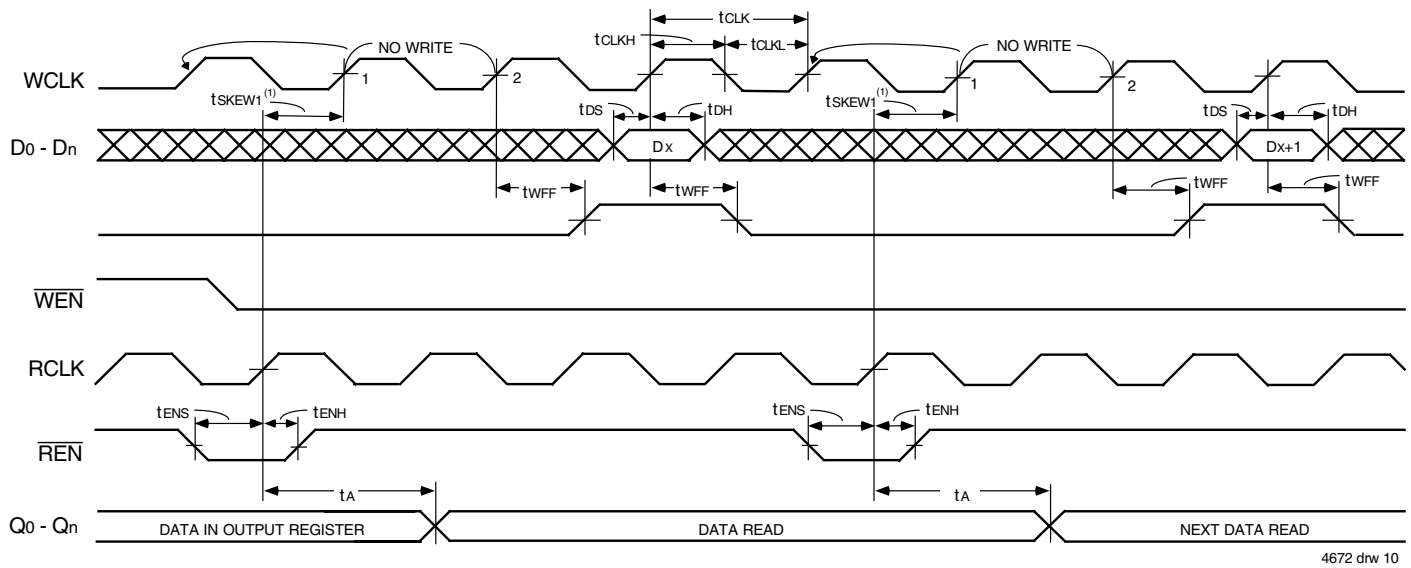 tCLK
tCLKH
tCLKL
NO WRITE
NO WRITE
WCLK
1
2
1
2
tSKEW1(1)
tDS
tDH
tSKEW1(1)
tDS
tDH
D0 - Dn
DX
DX+1
tWFF
tWFF
tWFF
tWFF
WEN
RCLK
tENS
tENH
tENS
tENH
REN
tA
tA
Q0 - Qn
DATA IN OUTPUT REGISTER
DATA READ
NEXT DATA READ
4672 drw 10